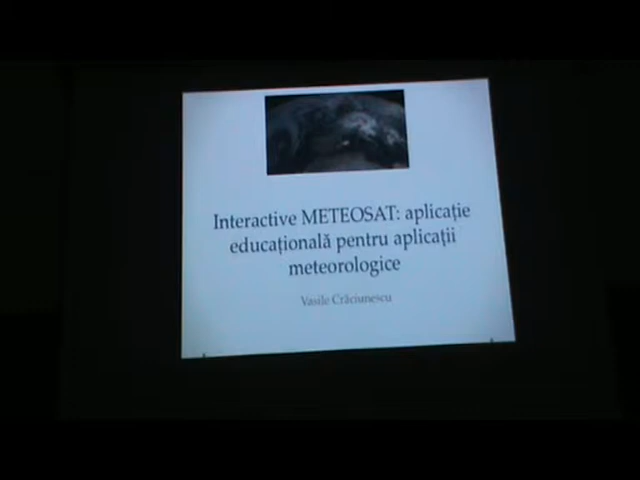 Interactive METEOSAT: aplicație
educațională pentru aplicații
meteorologice
Vasile Crăciunescu